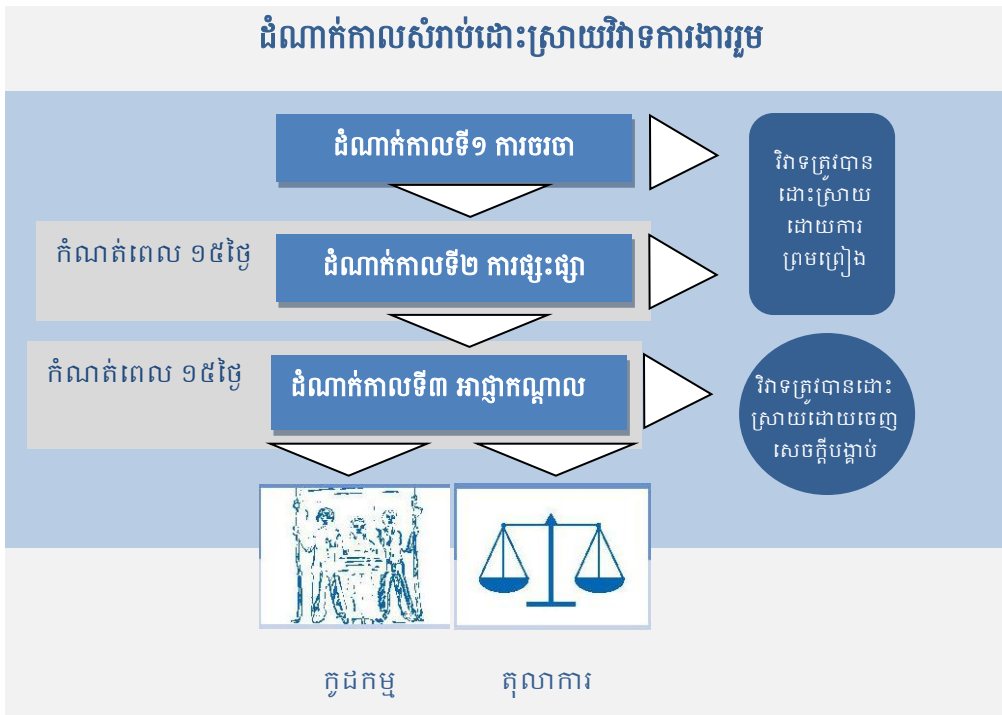 ដំណាក់កាលសំរាប់ដោះស្រាយវិវាទការងាររួម
ដំណាក់កាលទី១ ការចរចា
វិវាទត្រូវបាន
ដោះស្រាយ
ដោយការ
ព្រមព្រៀង
កំណត់ពេល ១៥ថ្ងៃ
ដំណាក់កាលទី២ ការផ្សះផ្សា
កំណត់ពេល ១៥ថ្ងៃ
ដំណាក់កាលទី៣ អាជ្ញាកណ្តាល
វិវាទត្រូវបានដោះ
ស្រាយដោយចេញ
សេចក្តីបង្គាប់
កូដកម្ម
តុលាការ